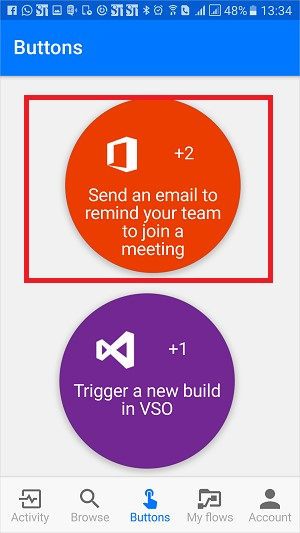 48% 13:34
Buttons
+2
Send an email to
remind your team
to join a
meeting
+1
Trigger a new build
in VSO
Activity Browse Buttons My flows Account